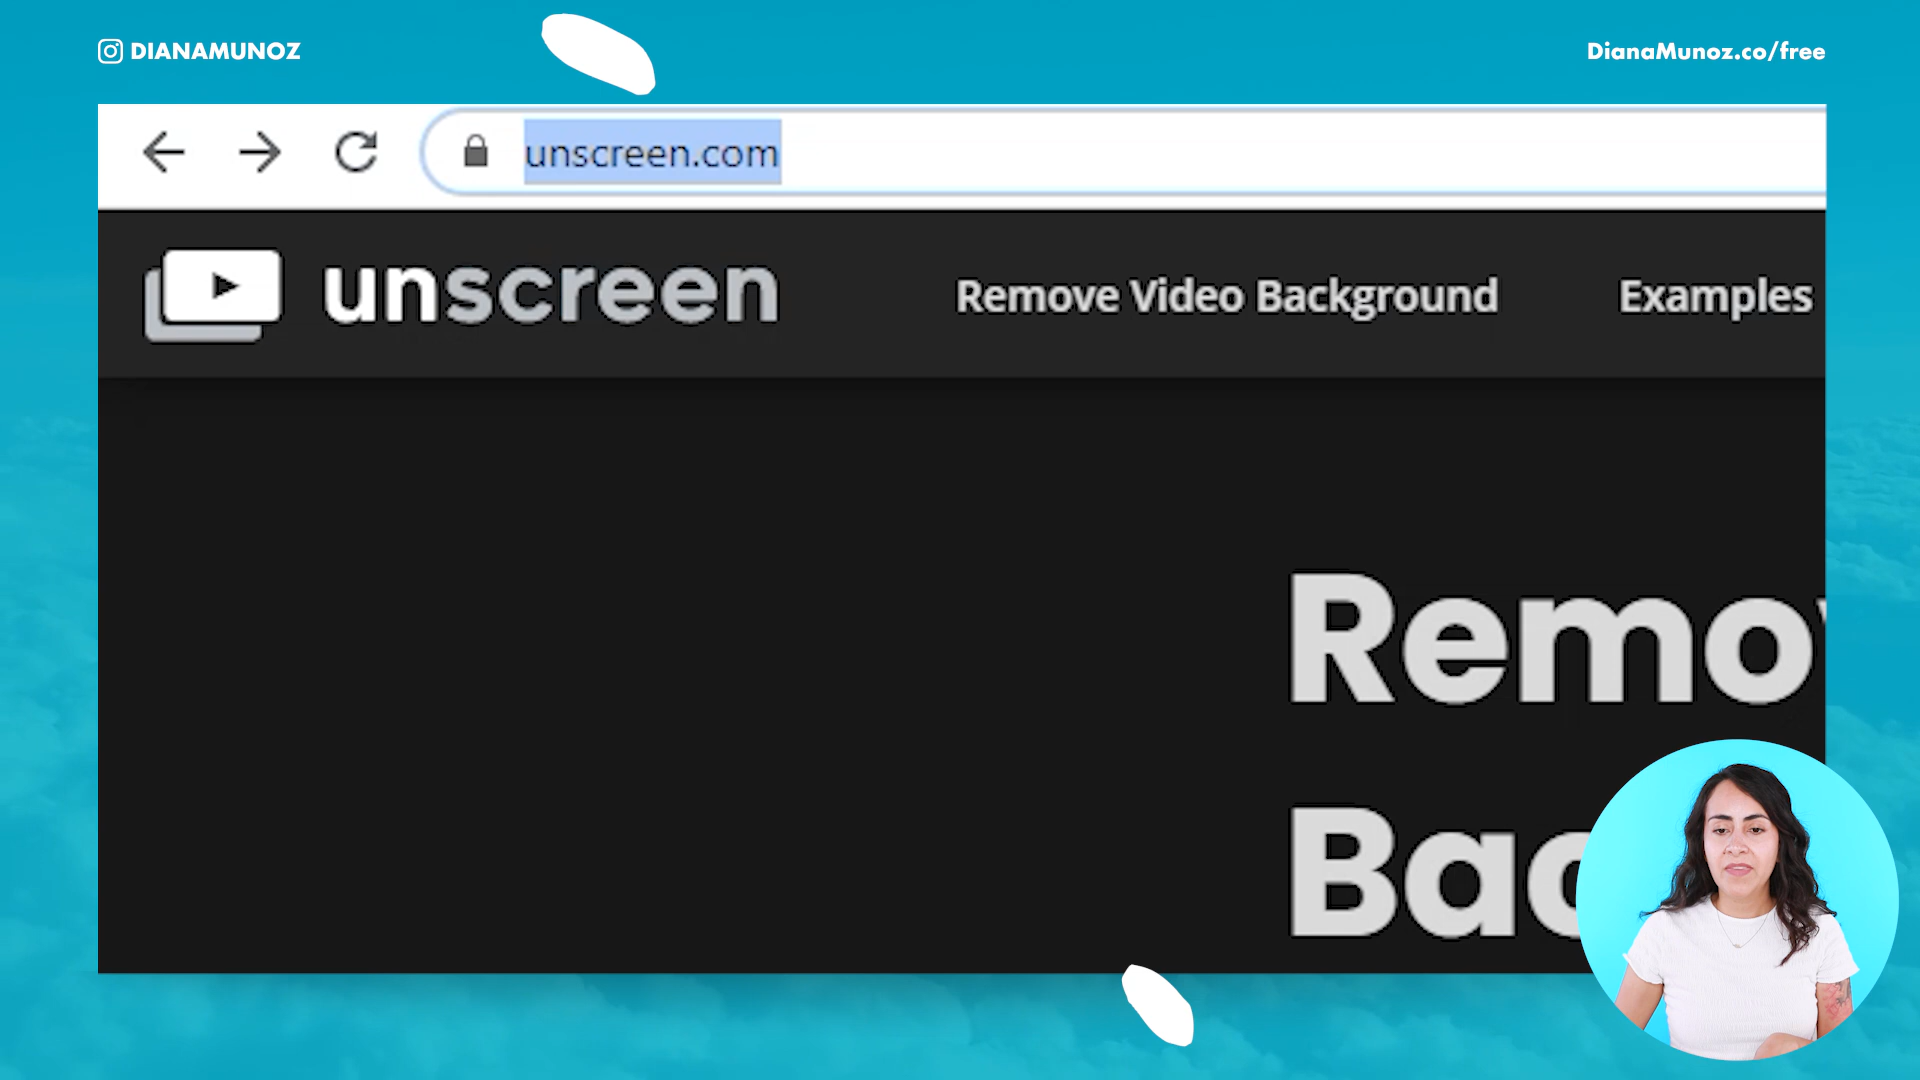 DIANAMUNOZ
DianaMunoz.co/free
unscreen.com
unscreen
Remove Video Background
Examples
Remo
Bac